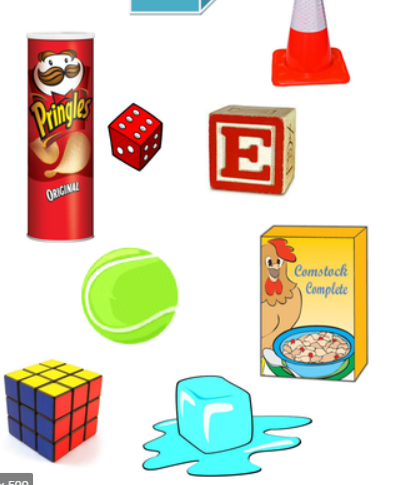 Pringles
ORIGINAL
E
Comstock
Complete